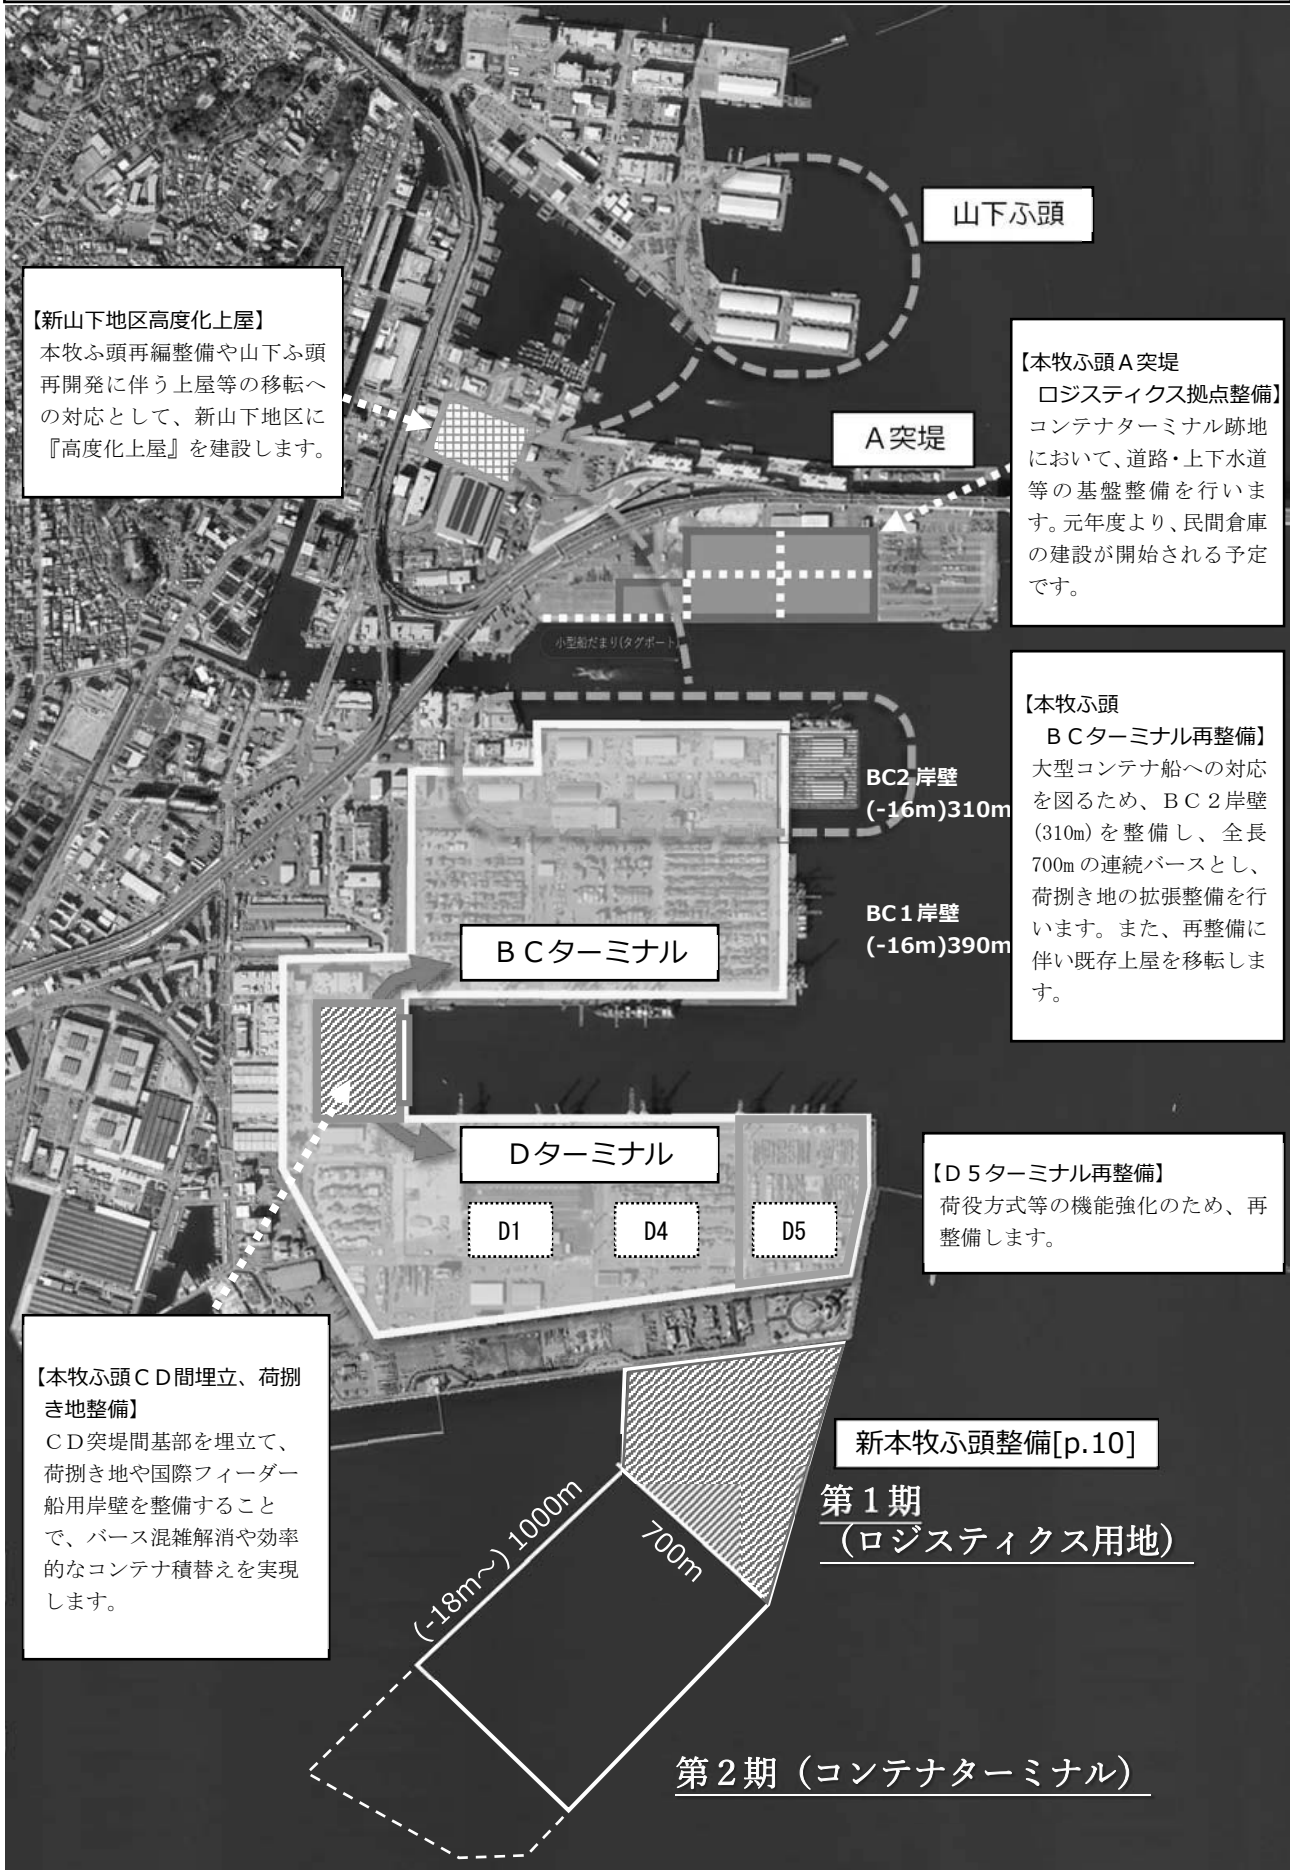 山下ふ頭
【新山下地区高度化上屋】
本牧ふ頭再編整備や山下ふ頭
再開発に伴う上屋等の移転へ
の対応として、新山下地区に
『高度化上屋』を建設します。
A突堤
【本牧ふ頭A突堤
ロジスティクス拠点整備】
コンテナターミナル跡地
において、道路・上下水道
等の基盤整備を行いま
す。元年度より、民間倉庫
の建設が開始される予定
です。
小型船だまり(タグボート)
【本牧ふ頭
BCターミナル再整備】
大型コンテナ船への対応
を図るため、BC2岸壁
(310m)を整備し、全長
700mの連続バースとし、
荷捌き地の拡張整備を行
います。また、再整備に
伴い既存上屋を移転しま
す。
BC2岸壁
(-16m)310m
BC1岸壁
(-16m)390m
BCターミナル
Dターミナル
D1
D4
D5
【D5ターミナル再整備】
荷役方式等の機能強化のため、再
整備します。
【本牧ふ頭CD間埋立、荷捌
き地整備】
CD突堤間基部を埋立て、
荷捌き地や国際フィーダー
船用岸壁を整備すること
で、バース混雑解消や効率
的なコンテナ積替えを実現
します。
新本牧ふ頭整備[p.10]
第1期
(ロジスティクス用地)
(-18m～) 1000m
700m
第2期(コンテナターミナル)